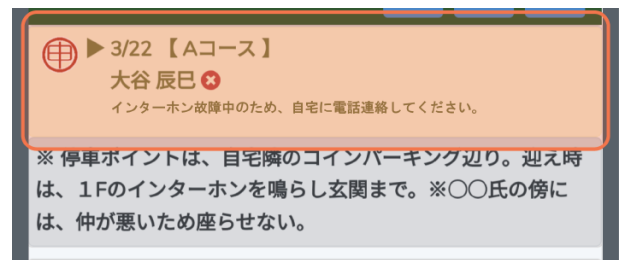 申 ▶ 3/22 【 Aコース 】
大谷 辰巳
インターホン故障中のため、自宅に電話連絡してください。
※ 停車ポイントは、自宅隣のコインパーキング辺り。迎え時
は、１Fのインターホンを鳴らし玄関まで。※〇〇氏の傍に
は、仲が悪いため座らせない。